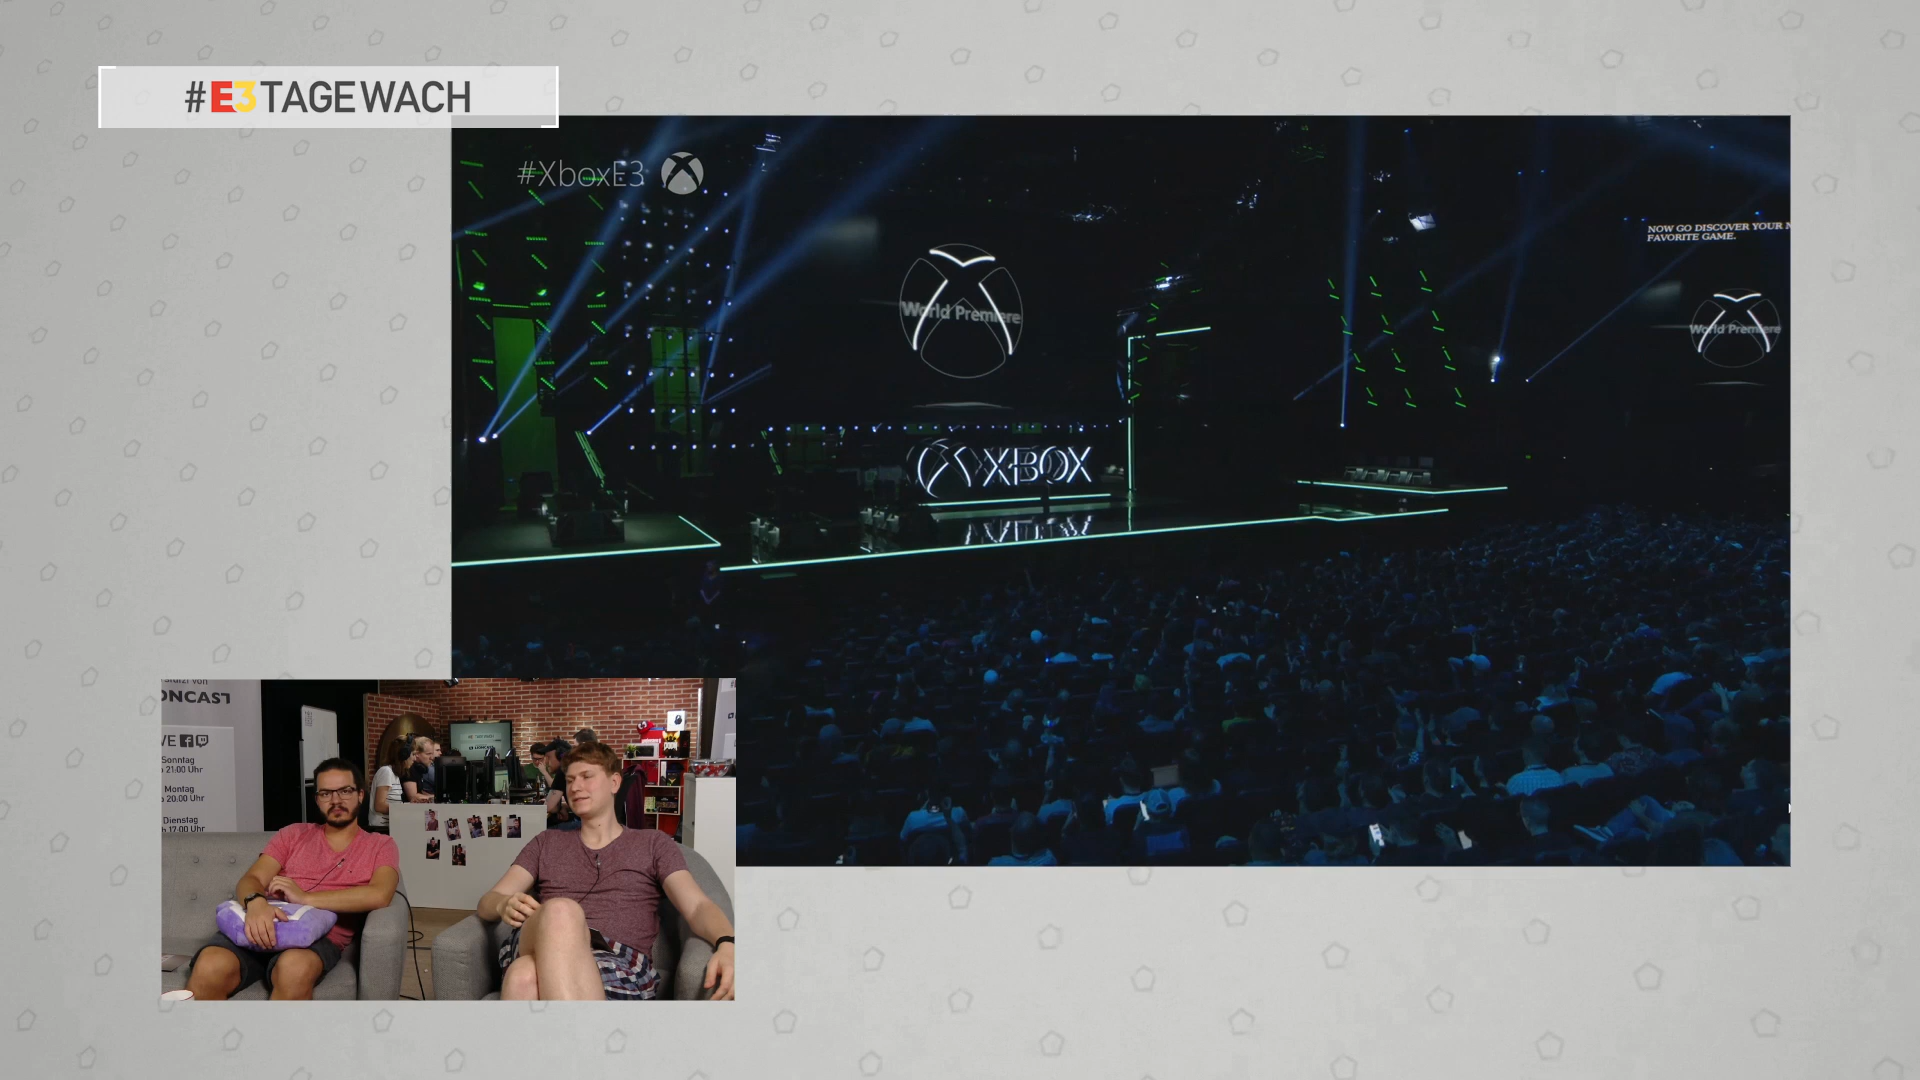 #E3TAGEWACH
#XboxE3
NOW GO DISCOVER YOUR
FAVORITE GAME.
World Premiere
World Premiere
XBOX
ONCAST
Sonntag
21:00 Uhr
Montag
20:00 Uhr
Dienstag
17:00 Uhr